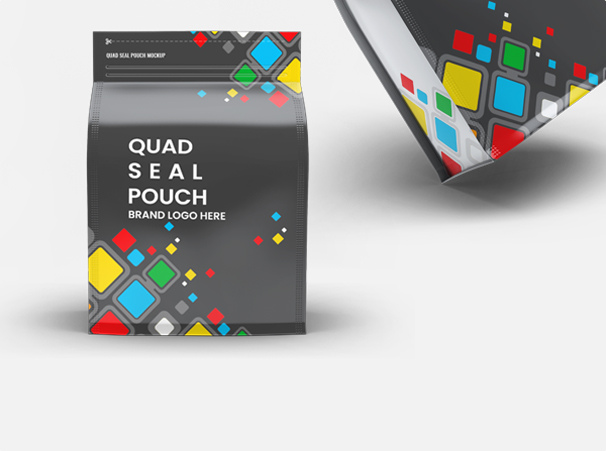 QUAD SEAL POUCH MOCKUP
QUAD
SEAL
POUCH
BRAND LOGO HERE